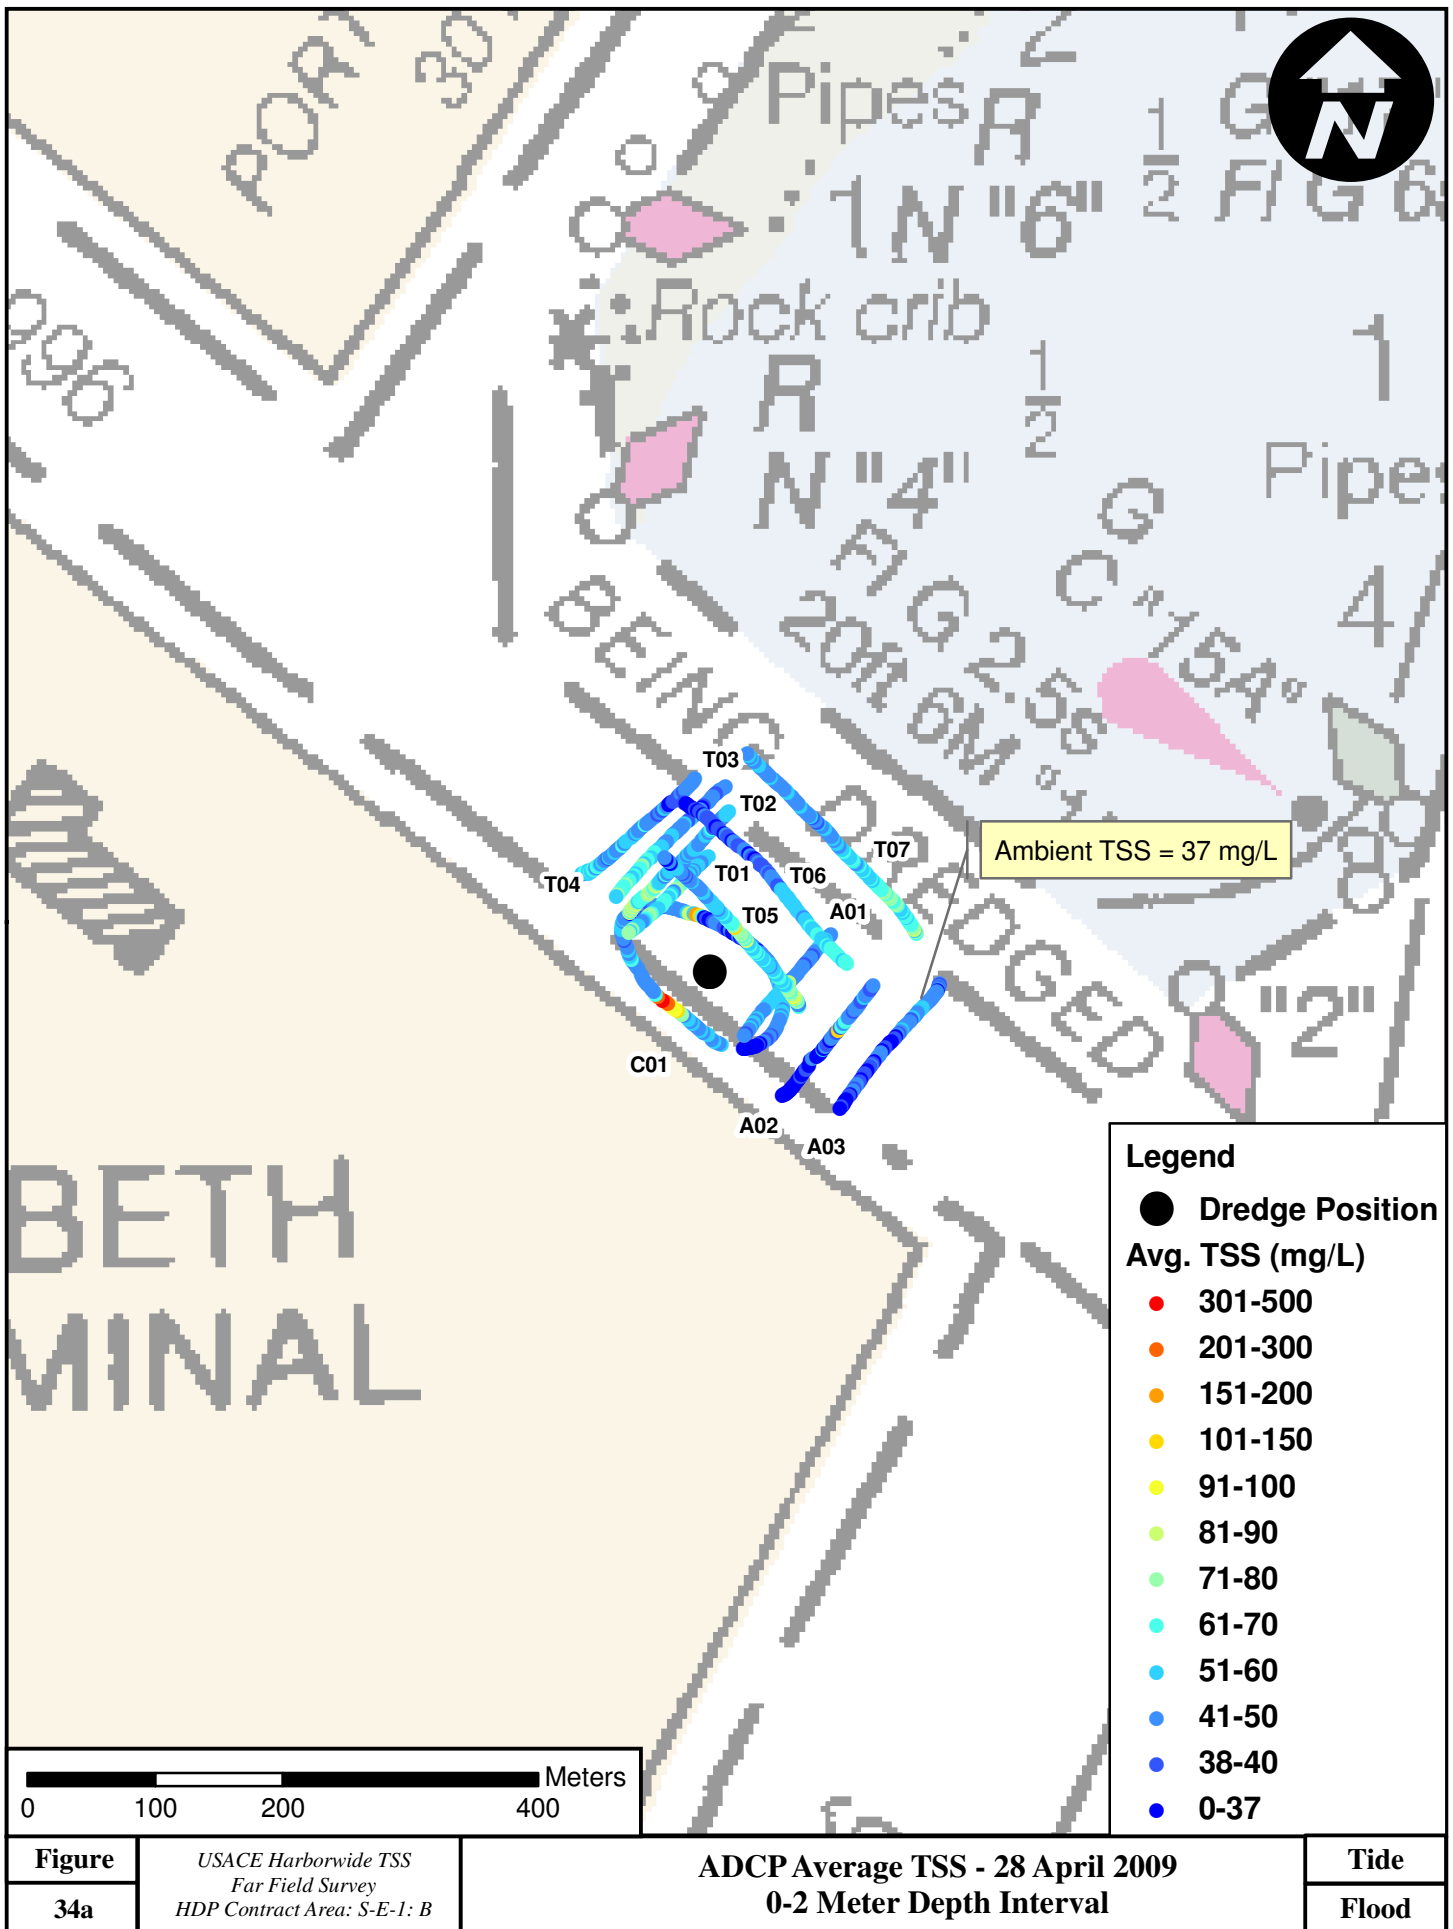 PORT
301
Pipes
R
1/2
G
N
1 N "6"
Fl G 6
Rock crib
996
R
1/2
1
N "4"
Pipes
G
C "15A"
Fl G 2.5s
20ft 6M
4
BEING DREDGED
T03
T02
T07
T04
T01
T06
Ambient TSS = 37 mg/L
T05
A01
8
"2"
C01
A02
A03
BETH
MINAL
Legend
Dredge Position
Avg. TSS (mg/L)
301-500
201-300
151-200
101-150
91-100
81-90
71-80
61-70
51-60
41-50
38-40
0-37
Meters
0 100 200 400
Figure
34a
USACE Harborwide TSS
Far Field Survey
HDP Contract Area: S-E-1: B
ADCP Average TSS - 28 April 2009
0-2 Meter Depth Interval
Tide
Flood